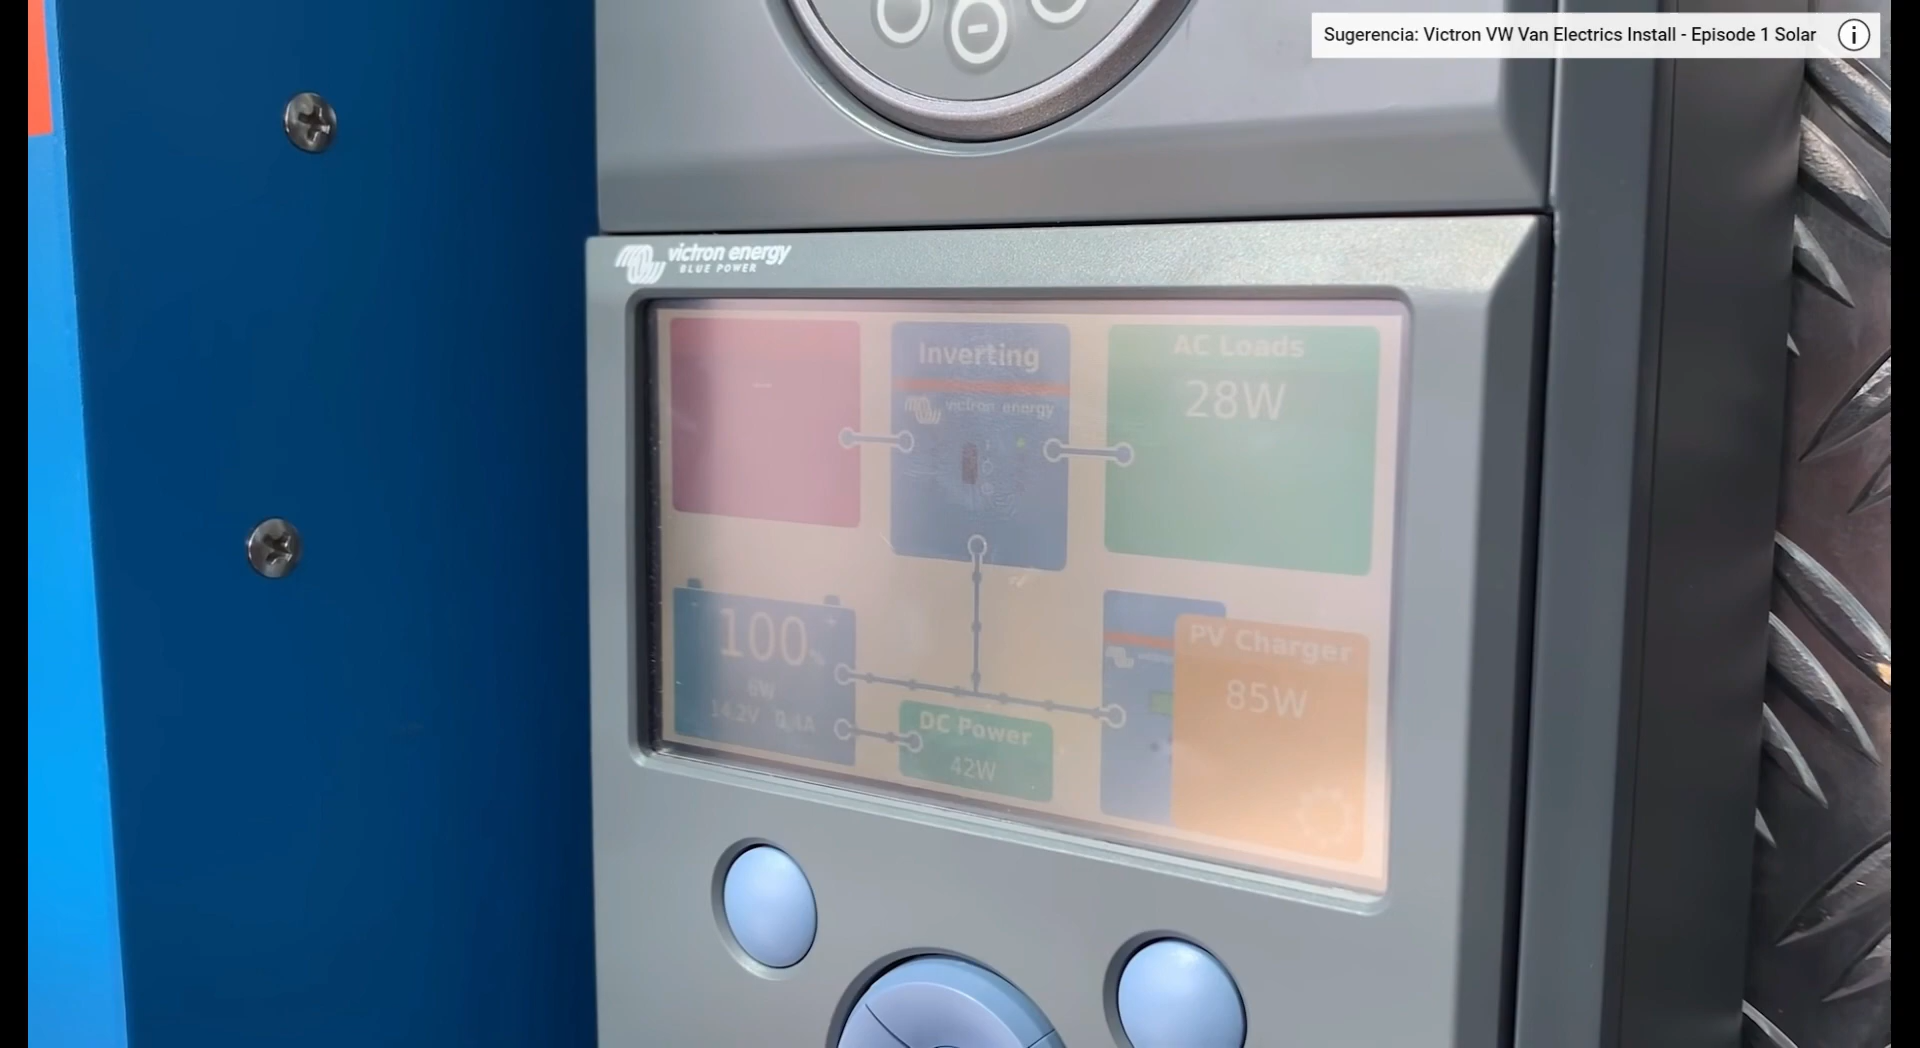 Sugerencia: Victron VW Van Electrics Install - Episode 1 Solar
victron energy
BLUE POWER
Inverting
victron energy
AC Loads
28W
100%
6W
14.2V 0.4A
DC Power
42W
PV Charger
85W